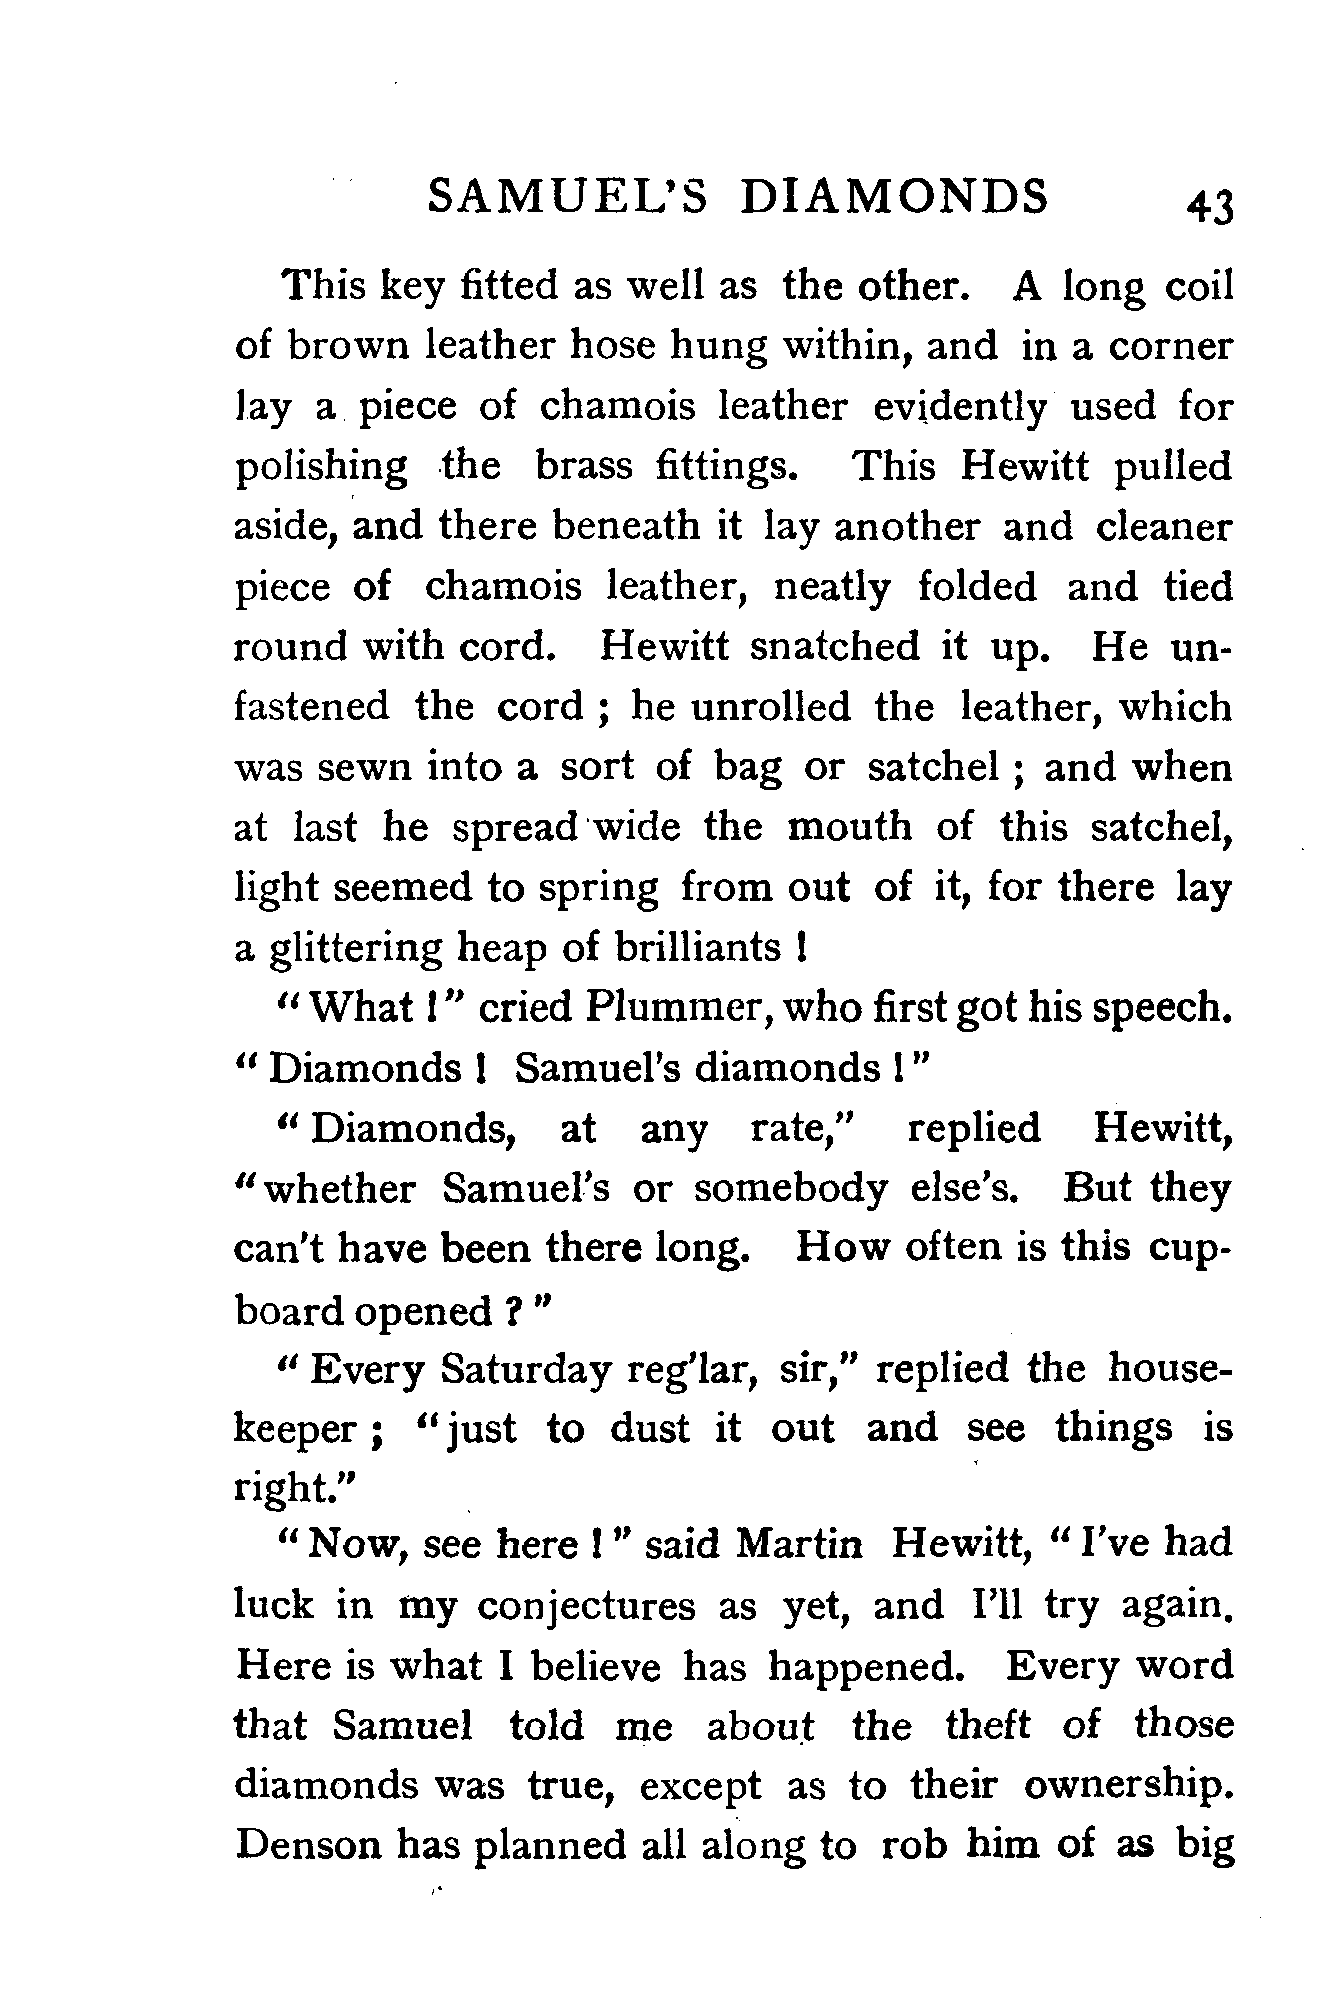 SAMUEL'S DIAMONDS 43
This key fitted as well as the other. A long coil
of brown leather hose hung within, and in a corner
lay a piece of chamois leather evidently used for
polishing the brass fittings. This Hewitt pulled
aside, and there beneath it lay another and cleaner
piece of chamois leather, neatly folded and tied
round with cord. Hewitt snatched it up. He un-
fastened the cord ; he unrolled the leather, which
was sewn into a sort of bag or satchel ; and when
at last he spread wide the mouth of this satchel,
light seemed to spring from out of it, for there lay
a glittering heap of brilliants !
“ What !” cried Plummer, who first got his speech.
“ Diamonds ! Samuel's diamonds !”
“ Diamonds, at any rate,” replied Hewitt,
“ whether Samuel's or somebody else's. But they
can't have been there long. How often is this cup-
board opened ? ”
“ Every Saturday reg'lar, sir,” replied the house-
keeper ; “ just to dust it out and see things is
right.”
“ Now, see here ! ” said Martin Hewitt, “ I've had
luck in my conjectures as yet, and I'll try again.
Here is what I believe has happened. Every word
that Samuel told me about the theft of those
diamonds was true, except as to their ownership.
Denson has planned all along to rob him of as big